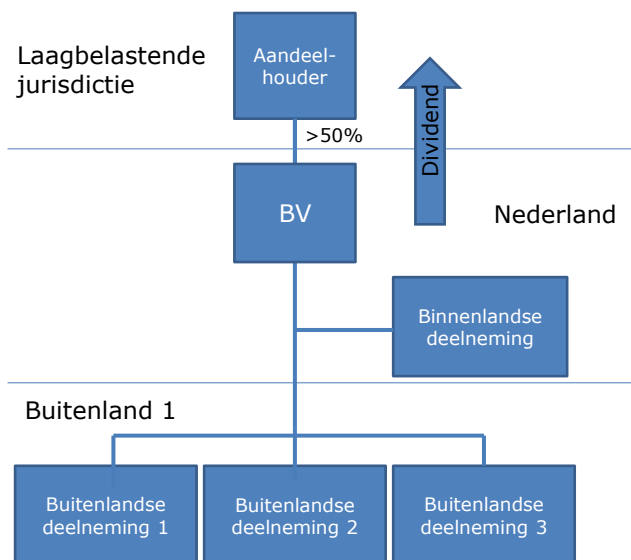 Laagbelastende
jurisdictie
Aandeel-
houder
>50%
Dividend
BV
Nederland
Binnenlandse
deelneming
Buitenland 1
Buitenlandse
deelneming 1
Buitenlandse
deelneming 2
Buitenlandse
deelneming 3